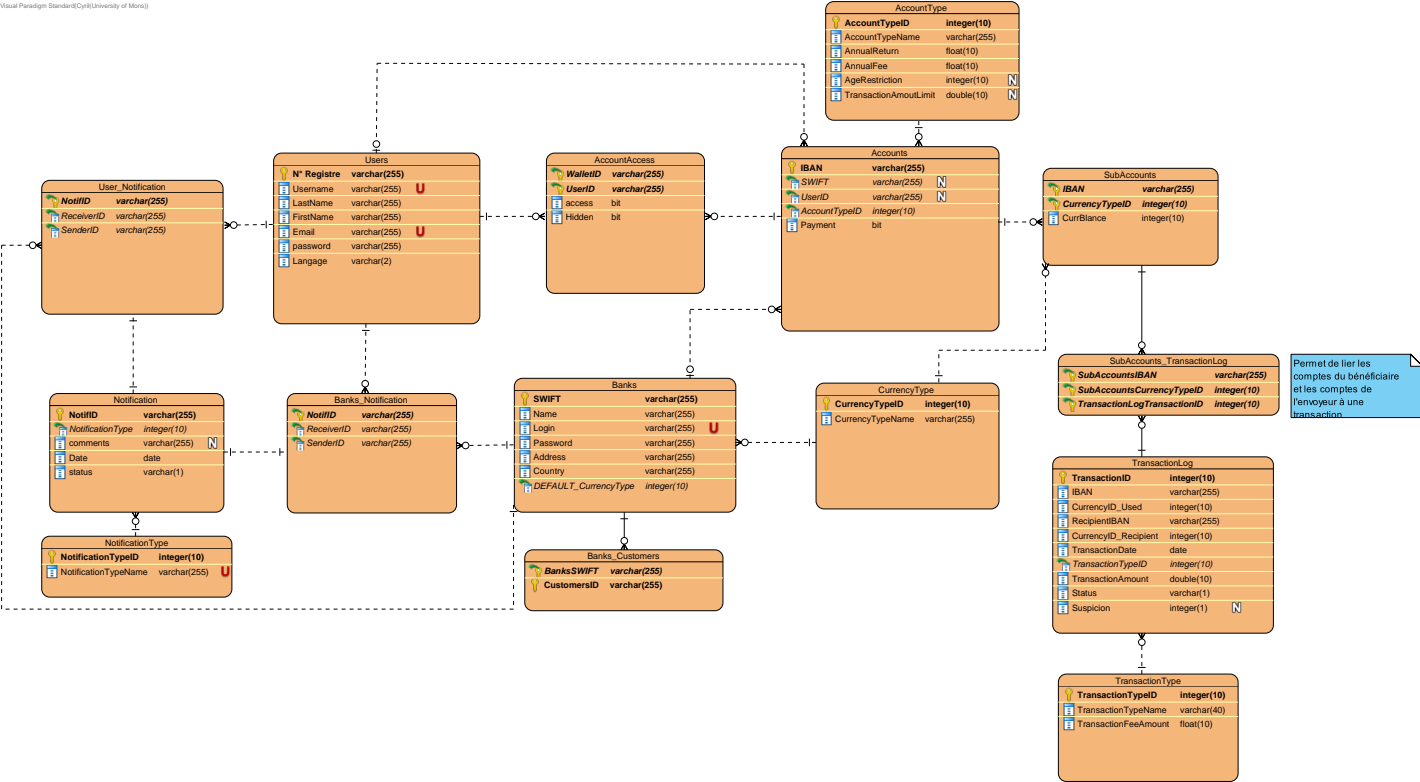 Visual Paradigm Standard(Cyril(University of Mons))
AccountType
AccountTypeID integer(10)
AccountTypeName varchar(255)
AnnualReturn float(10)
AnnualFee float(10)
AgeRestriction integer(10) N
TransactionAmoutLimit double(10) N
Users
N° Registre varchar(255)
Username varchar(255) U
LastName varchar(255)
FirstName varchar(255)
Email varchar(255) U
password varchar(255)
Langage varchar(2)
AccountAccess
WalletID varchar(255)
UserID varchar(255)
access bit
Hidden bit
Accounts
IBAN varchar(255)
SWIFT varchar(255) N
UserID varchar(255) N
AccountTypeID integer(10)
Payment bit
SubAccounts
IBAN varchar(255)
CurrencyTypeID integer(10)
CurrBlance integer(10)
User_Notification
NotifID varchar(255)
ReceiverID varchar(255)
SenderID varchar(255)
SubAccounts_TransactionLog
SubAccountsIBAN varchar(255)
SubAccountsCurrencyTypeID integer(10)
TransactionLogTransactionID integer(10)
Permet de lier les
comptes du bénéficiaire
et les comptes de
l'envoyeur à une
transaction
Notification
NotifID varchar(255)
NotificationType integer(10)
comments varchar(255) N
Date date
status varchar(1)
Banks_Notification
NotifID varchar(255)
ReceiverID varchar(255)
SenderID varchar(255)
Banks
SWIFT varchar(255)
Name varchar(255)
Login varchar(255) U
Password varchar(255)
Address varchar(255)
Country varchar(255)
DEFAULT_CurrencyType integer(10)
CurrencyType
CurrencyTypeID integer(10)
CurrencyTypeName varchar(255)
TransactionLog
TransactionID integer(10)
IBAN varchar(255)
CurrencyID_Used integer(10)
RecipientIBAN varchar(255)
CurrencyID_Recipient integer(10)
TransactionDate date
TransactionTypeID integer(10)
TransactionAmount double(10)
Status varchar(1)
Suspicion integer(1) N
NotificationType
NotificationTypeID integer(10)
NotificationTypeName varchar(255) U
Banks_Customers
BanksSWIFT varchar(255)
CustomersID varchar(255)
TransactionType
TransactionTypeID integer(10)
TransactionTypeName varchar(40)
TransactionFeeAmount float(10)